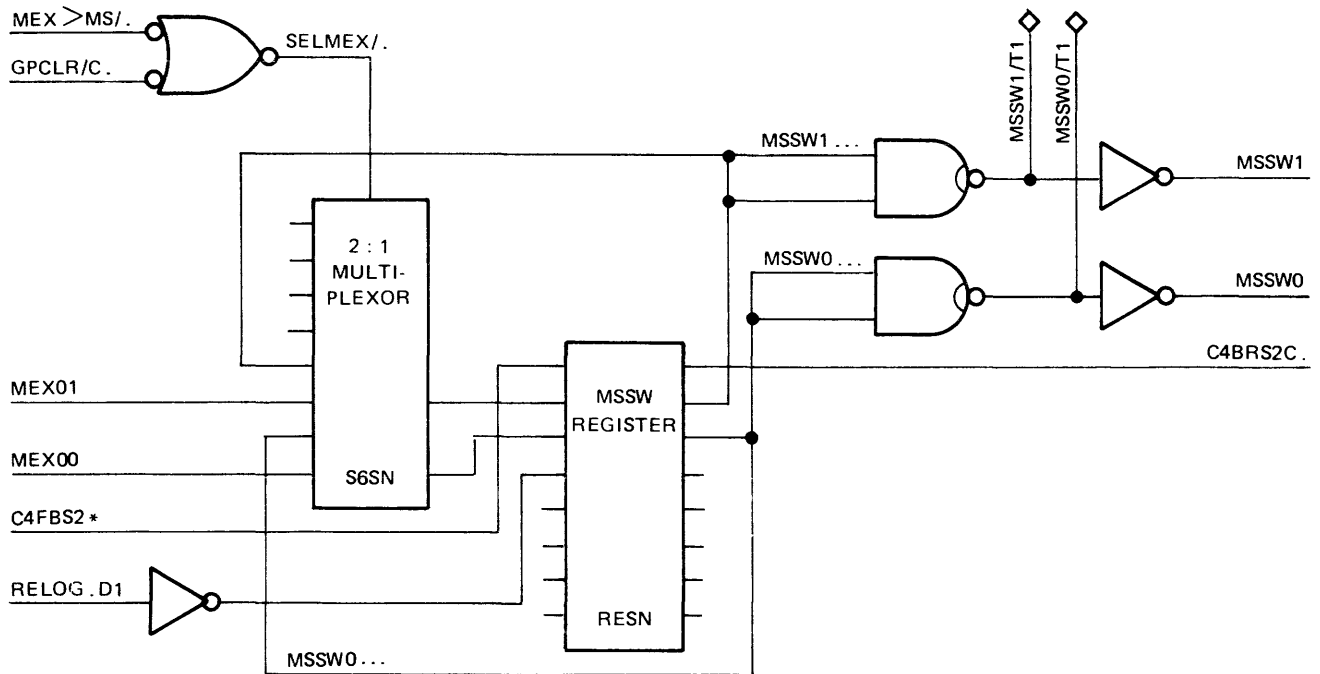 MEX >MS/.
GPCLR/C .
SELMEX/.
MSSW1/T1
MSSW0/T1
MSSW1 . . .
MSSW1
2 : 1
MULTI-
PLEXOR
MSSW0 . . .
MSSW0
C4BRS2C .
MEX01
MSSW
REGISTER
MEX00
S6SN
C4FBS2 *
RELOG . D1
RESN
MSSW0 . . .